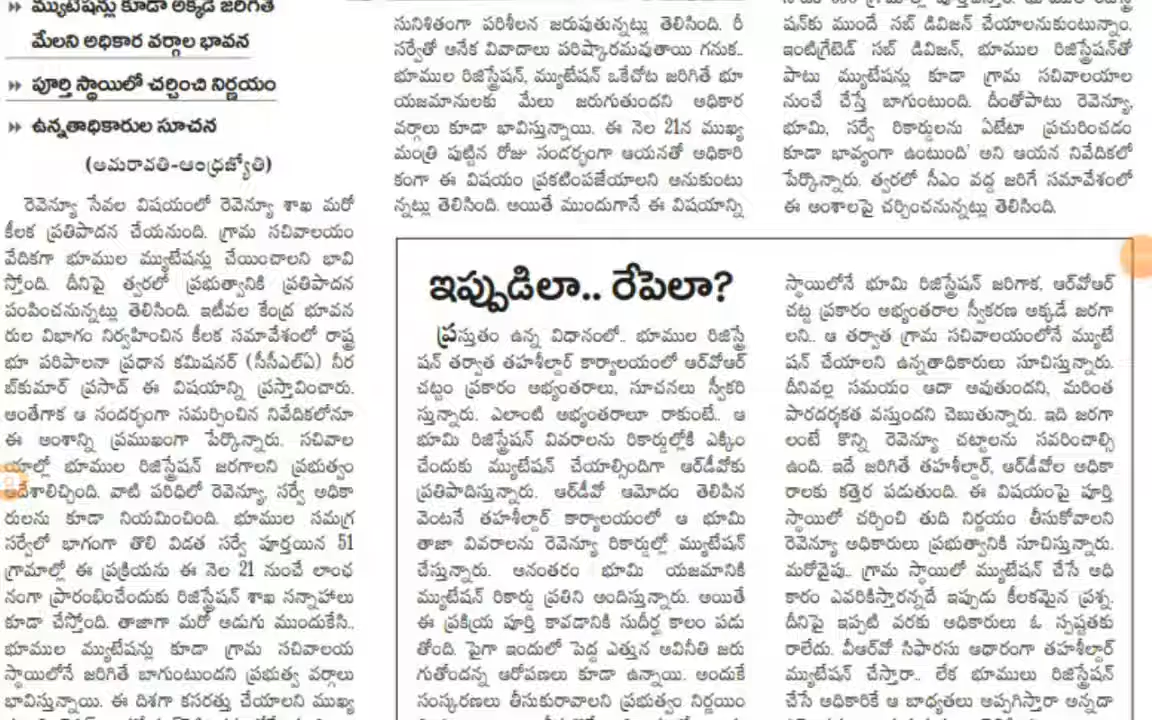 మ్యుటేషన్లు కూడా అక్కడే జరిగితే
మేలని అధికార వర్గాల భావన
పూర్తి స్థాయిలో చర్చించి నిర్ణయం
ఉన్నతాధికారుల సూచన
(అమరావతి-ఆంధ్రజ్యోతి)
రెవెన్యూ సేవల విషయంలో రెవెన్యూ శాఖ మరో
కీలక ప్రతిపాదన చేయనుంది. గ్రామ సచివాలయం
వేదికగా భూముల మ్యుటేషన్లు చేయించాలని భావి
స్తోంది. దీనిపై త్వరలో ప్రభుత్వానికి ప్రతిపాదన
పంపించనున్నట్లు తెలిసింది. ఇటీవల కేంద్ర భూవన
రుల విభాగం నిర్వహించిన కీలక సమావేశంలో రాష్ట్ర
భూ పరిపాలనా ప్రధాన కమిషనర్ (సీసీఎల్ఏ) నీర
బ్‌కుమార్ ప్రసాద్ ఈ విషయాన్ని ప్రస్తావించారు.
అంతేగాక ఆ సందర్భంగా సమర్పించిన నివేదికలోనూ
ఈ అంశాన్ని ప్రముఖంగా పేర్కొన్నారు. సచివాల
యాల్లో భూముల రిజిస్ట్రేషన్ జరగాలని ప్రభుత్వం
ఆదేశాలిచ్చింది. వాటి పరిధిలో రెవెన్యూ, సర్వే అధికా
రులను కూడా నియమించింది. భూముల సమగ్ర
సర్వేలో భాగంగా తొలి విడత సర్వే పూర్తయిన 51
గ్రామాల్లో ఈ ప్రక్రియను ఈ నెల 21 నుంచే లాంఛ
నంగా ప్రారంభించేందుకు రిజిస్ట్రేషన్ శాఖ సన్నాహాలు
కూడా చేస్తోంది. తాజాగా మరో అడుగు ముందుకేసి..
భూముల మ్యుటేషన్లు కూడా గ్రామ సచివాలయ
స్థాయిలోనే జరిగితే బాగుంటుందని ప్రభుత్వ వర్గాలు
భావిస్తున్నాయి. ఈ దిశగా కసరత్తు చేయాలని ముఖ్య
సునిశితంగా పరిశీలన జరుపుతున్నట్లు తెలిసింది. రీ
సర్వేతో అనేక వివాదాలు పరిష్కారమవుతాయి గనుక..
భూముల రిజిస్ట్రేషన్, మ్యుటేషన్ ఒకేచోట జరిగితే భూ
యజమానులకు మేలు జరుగుతుందని అధికార
వర్గాలు కూడా భావిస్తున్నాయి. ఈ నెల 21న ముఖ్య
మంత్రి పుట్టిన రోజు సందర్భంగా ఆయనతో అధికారి
కంగా ఈ విషయం ప్రకటింపజేయాలని అనుకుంటు
న్నట్లు తెలిసింది. అయితే ముందుగానే ఈ విషయాన్ని
షన్‌కు ముందే సబ్ డివిజన్ చేయాలనుకుంటున్నాం.
ఇంటిగ్రేటెడ్ సబ్ డివిజన్, భూముల రిజిస్ట్రేషన్‌తో
పాటు మ్యుటేషన్లు కూడా గ్రామ సచివాలయాల
నుంచే చేస్తే బాగుంటుంది. దీంతోపాటు రెవెన్యూ,
భూమి, సర్వే రికార్డులను ఏటేటా ప్రచురించడం
కూడా భావ్యంగా ఉంటుంది' అని ఆయన నివేదికలో
పేర్కొన్నారు. త్వరలో సీఎం వద్ద జరిగే సమావేశంలో
ఈ అంశాలపై చర్చించనున్నట్లు తెలిసింది.
ఇప్పుడిలా.. రేపెలా?
ప్రస్తుతం ఉన్న విధానంలో.. భూముల రిజిస్ట్రే
షన్ తర్వాత తహశీల్దార్ కార్యాలయంలో ఆర్‌వోఆర్
చట్టం ప్రకారం అభ్యంతరాలు, సూచనలు స్వీకరి
స్తున్నారు. ఎలాంటి అభ్యంతరాలూ రాకుంటే.. ఆ
భూమి రిజిస్ట్రేషన్ వివరాలను రికార్డుల్లోకి ఎక్కిం
చేందుకు మ్యుటేషన్ చేయాల్సిందిగా ఆర్‌డీవోకు
ప్రతిపాదిస్తున్నారు. ఆర్‌డీవో ఆమోదం తెలిపిన
వెంటనే తహశీల్దార్ కార్యాలయంలో ఆ భూమి
తాజా వివరాలను రెవెన్యూ రికార్డుల్లో మ్యుటేషన్
చేస్తున్నారు. అనంతరం భూమి యజమానికి
మ్యుటేషన్ రికార్డు ప్రతిని అందిస్తున్నారు. అయితే
ఈ ప్రక్రియ పూర్తి కావడానికి సుదీర్ఘ కాలం పడు
తోంది. పైగా ఇందులో పెద్ద ఎత్తున అవినీతి జరు
గుతోందన్న ఆరోపణలు కూడా ఉన్నాయి. అందుకే
సంస్కరణలు తీసుకురావాలని ప్రభుత్వం నిర్ణయిం
స్థాయిలోనే భూమి రిజిస్ట్రేషన్ జరిగాక, ఆర్‌వోఆర్
చట్ట ప్రకారం అభ్యంతరాల స్వీకరణ అక్కడే జరగా
లని.. ఆ తర్వాత గ్రామ సచివాలయంలోనే మ్యుటే
షన్ చేయాలని ఉన్నతాధికారులు సూచిస్తున్నారు.
దీనివల్ల సమయం ఆదా అవుతుందని, మరింత
పారదర్శకత వస్తుందని చెబుతున్నారు. ఇది జరగా
లంటే కొన్ని రెవెన్యూ చట్టాలను సవరించాల్సి
ఉంది. ఇదే జరిగితే తహశీల్దార్, ఆర్‌డీవోల అధికా
రాలకు కత్తెర పడుతుంది. ఈ విషయంపై పూర్తి
స్థాయిలో చర్చించి తుది నిర్ణయం తీసుకోవాలని
రెవెన్యూ అధికారులు ప్రభుత్వానికి సూచిస్తున్నారు.
మరోవైపు.. గ్రామ స్థాయిలో మ్యుటేషన్ చేసే అధి
కారం ఎవరికిస్తారన్నదే ఇప్పుడు కీలకమైన ప్రశ్న.
దీనిపై ఇప్పటి వరకు అధికారులు ఓ స్పష్టతకు
రాలేదు. వీఆర్‌వో సిఫారసు ఆధారంగా తహశీల్దార్
మ్యుటేషన్ చేస్తారా.. లేక భూములు రిజిస్ట్రేషన్
చేసే అధికారికే ఆ బాధ్యతలు అప్పగిస్తారా అన్నదా